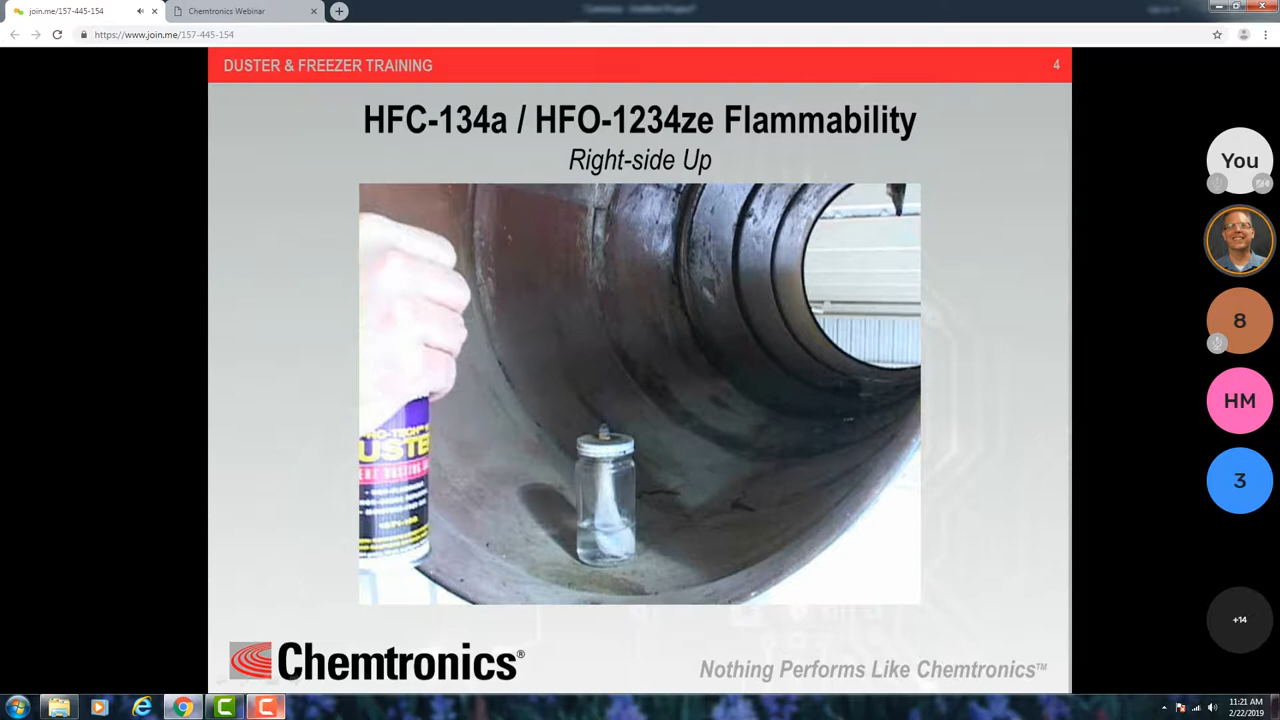 join.me/157-445-154
Chemtronics Webinar
https://www.join.me/157-445-154
DUSTER & FREEZER TRAINING
4
HFC-134a / HFO-1234ze Flammability
Right-side Up
You
8
HM
3
+14
Chemtronics®
Nothing Performs Like Chemtronics™
11:21 AM
2/22/2019